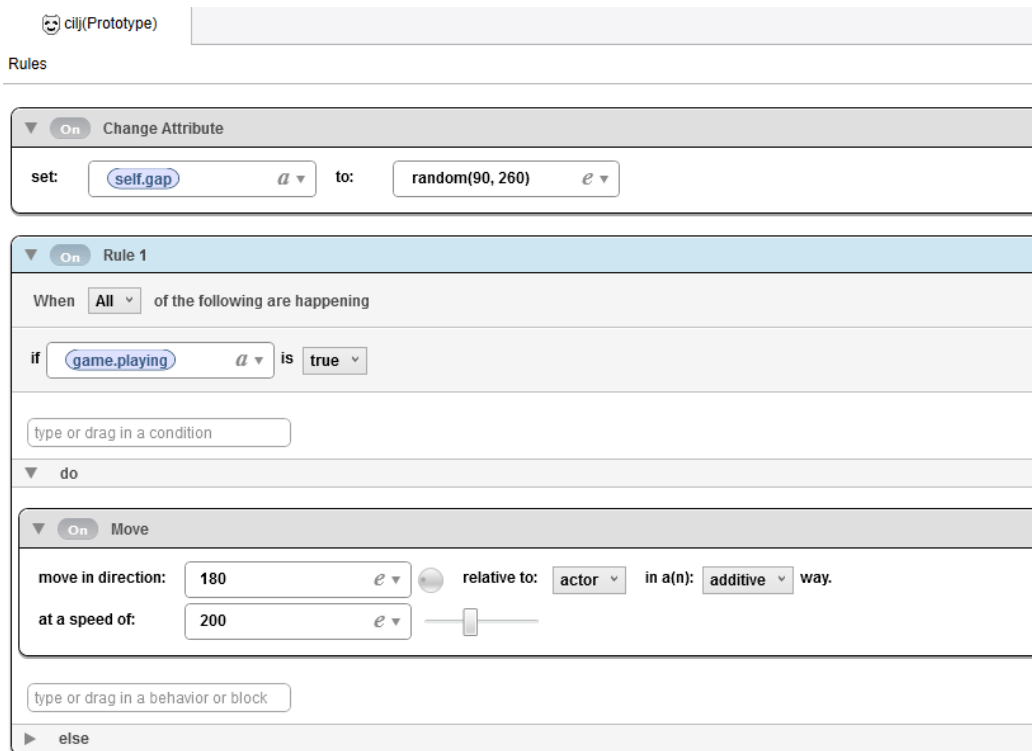 cilj(Prototype)
Rules
On Change Attribute
set: self.gap a to: random(90, 260) e
On Rule 1
When All of the following are happening
if game.playing a is true
type or drag in a condition
do
On Move
move in direction: 180 e relative to: actor in a(n): additive way.
at a speed of: 200 e
type or drag in a behavior or block
else